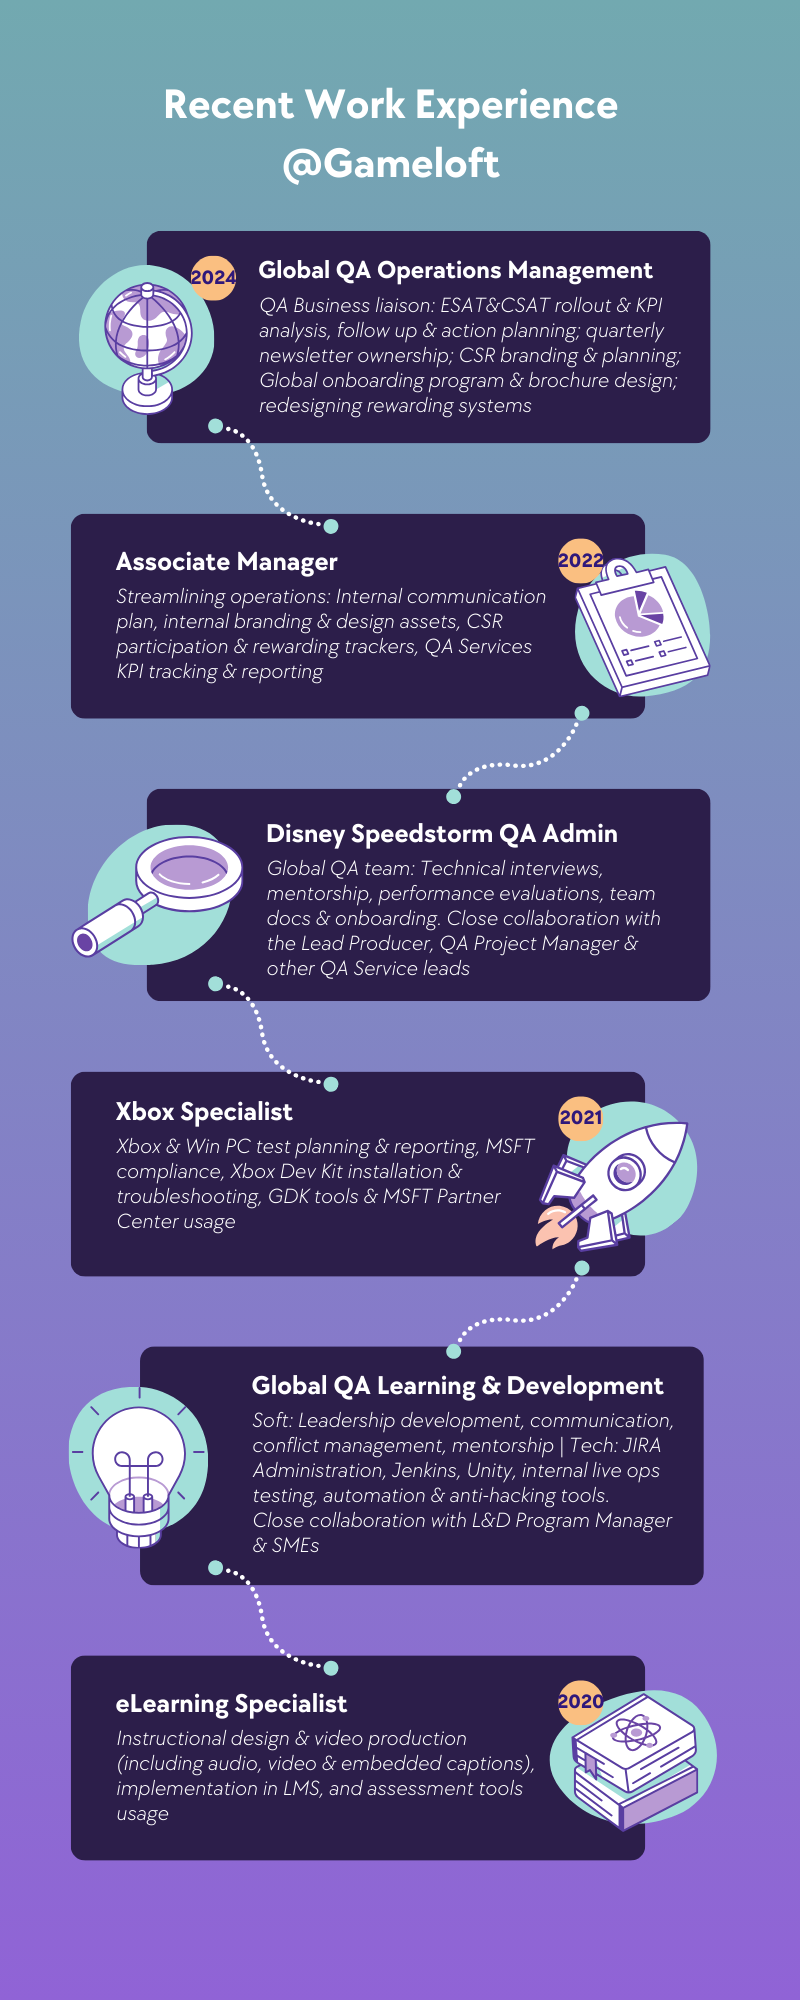 Recent Work Experience
@Gameloft
2024
Global QA Operations Management
QA Business liaison: ESAT&CSAT rollout & KPI
analysis, follow up & action planning; quarterly
newsletter ownership; CSR branding & planning;
Global onboarding program & brochure design;
redesigning rewarding systems
Associate Manager
2022
Streamlining operations: Internal communication
plan, internal branding & design assets, CSR
participation & rewarding trackers, QA Services
KPI tracking & reporting
Disney Speedstorm QA Admin
Global QA team: Technical interviews,
mentorship, performance evaluations, team
docs & onboarding. Close collaboration with
the Lead Producer, QA Project Manager &
other QA Service leads
Xbox Specialist
2021
Xbox & Win PC test planning & reporting, MSFT
compliance, Xbox Dev Kit installation &
troubleshooting, GDK tools & MSFT Partner
Center usage
Global QA Learning & Development
Soft: Leadership development, communication,
conflict management, mentorship | Tech: JIRA
Administration, Jenkins, Unity, internal live ops
testing, automation & anti-hacking tools.
Close collaboration with L&D Program Manager
& SMEs
eLearning Specialist
2020
Instructional design & video production
(including audio, video & embedded captions),
implementation in LMS, and assessment tools
usage